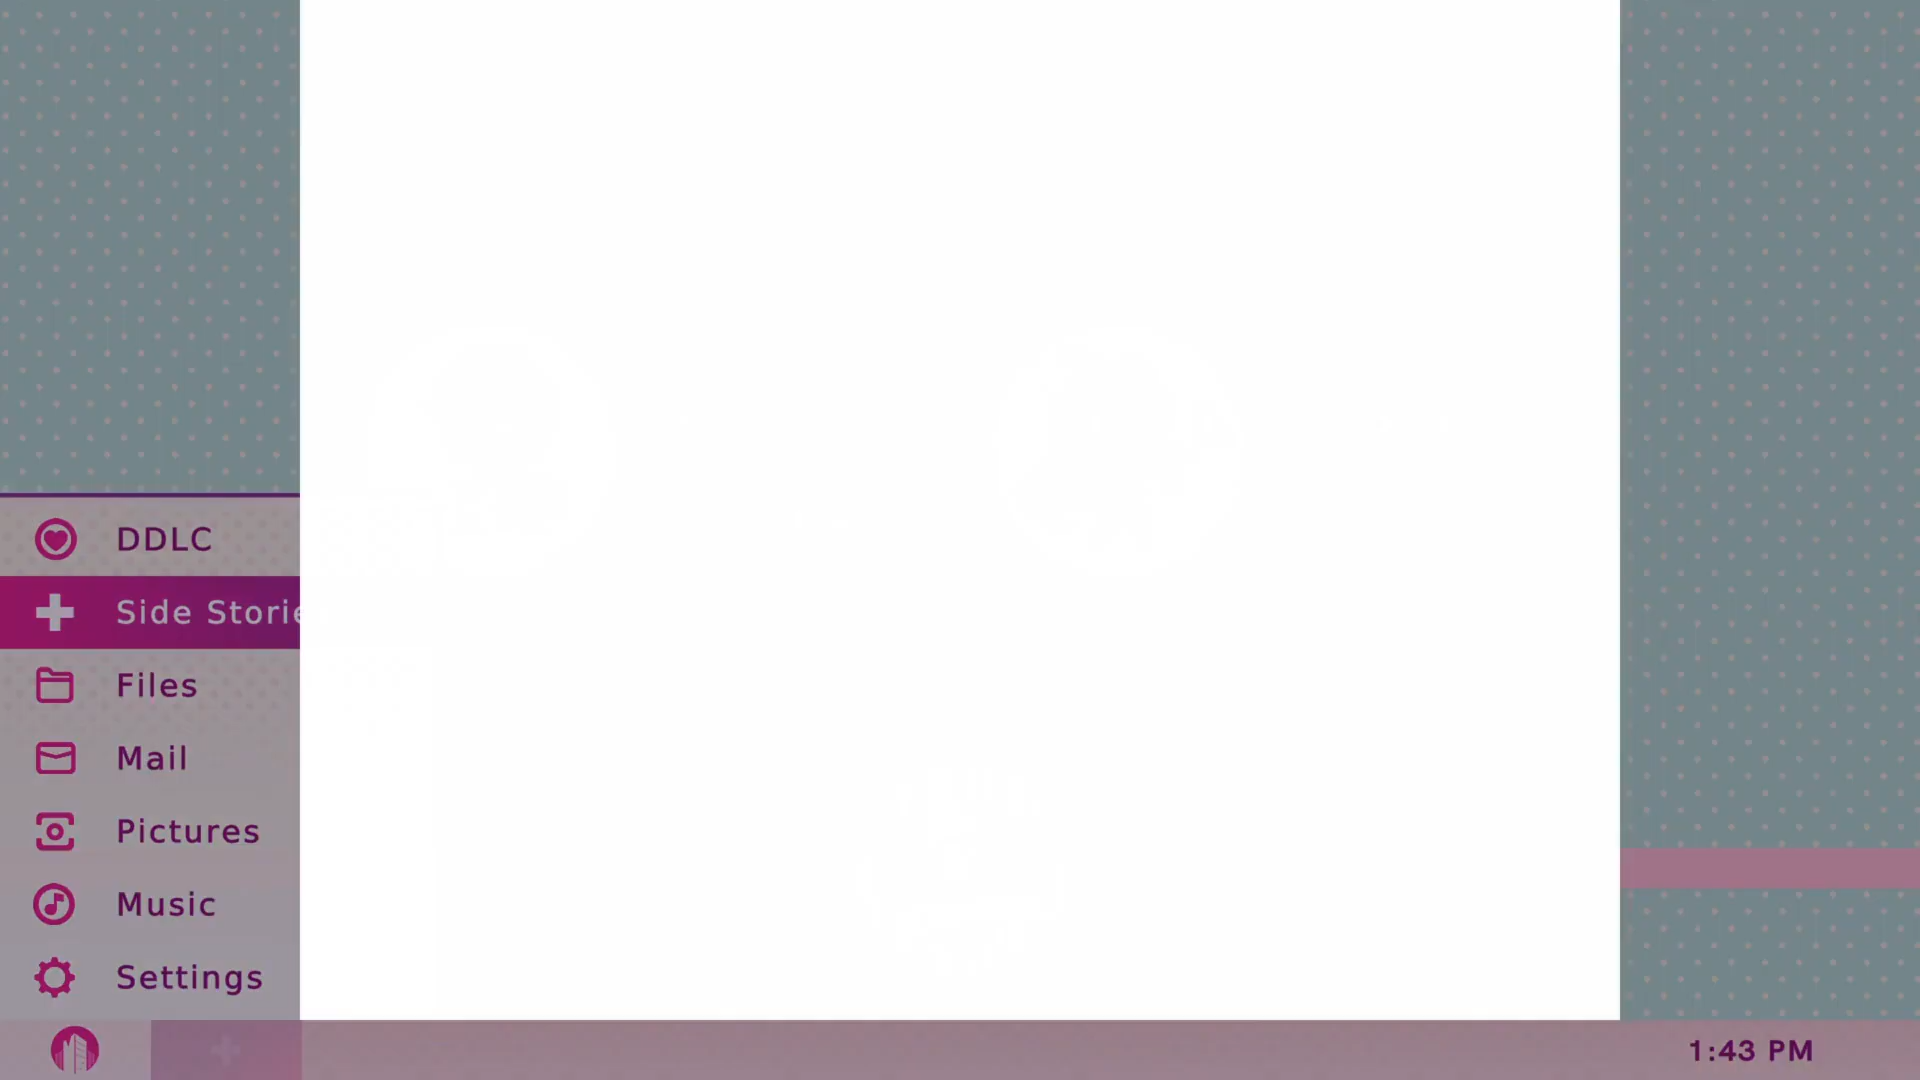 DDLC
Side Storie
Files
Mail
Pictures
Music
Settings
1:43 PM